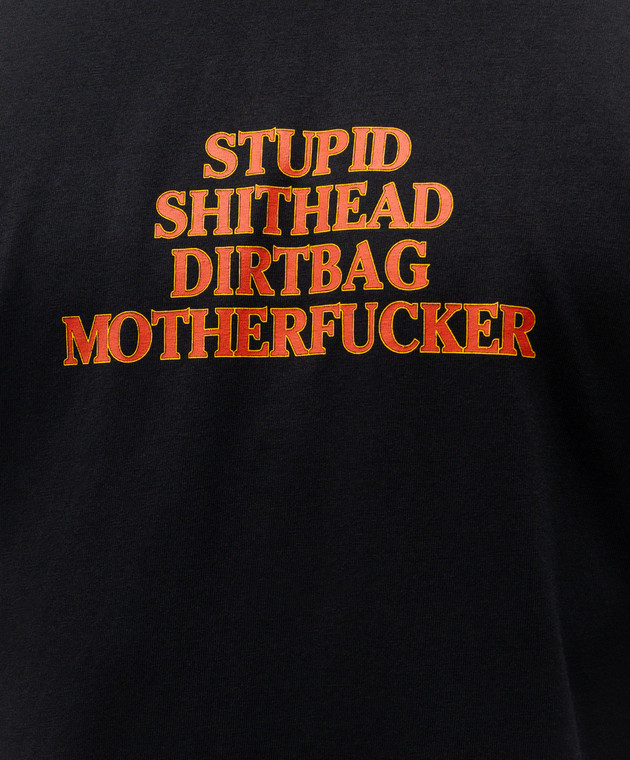 STUPID
SHITHEAD
DIRTBAG
MOTHERFUCKER